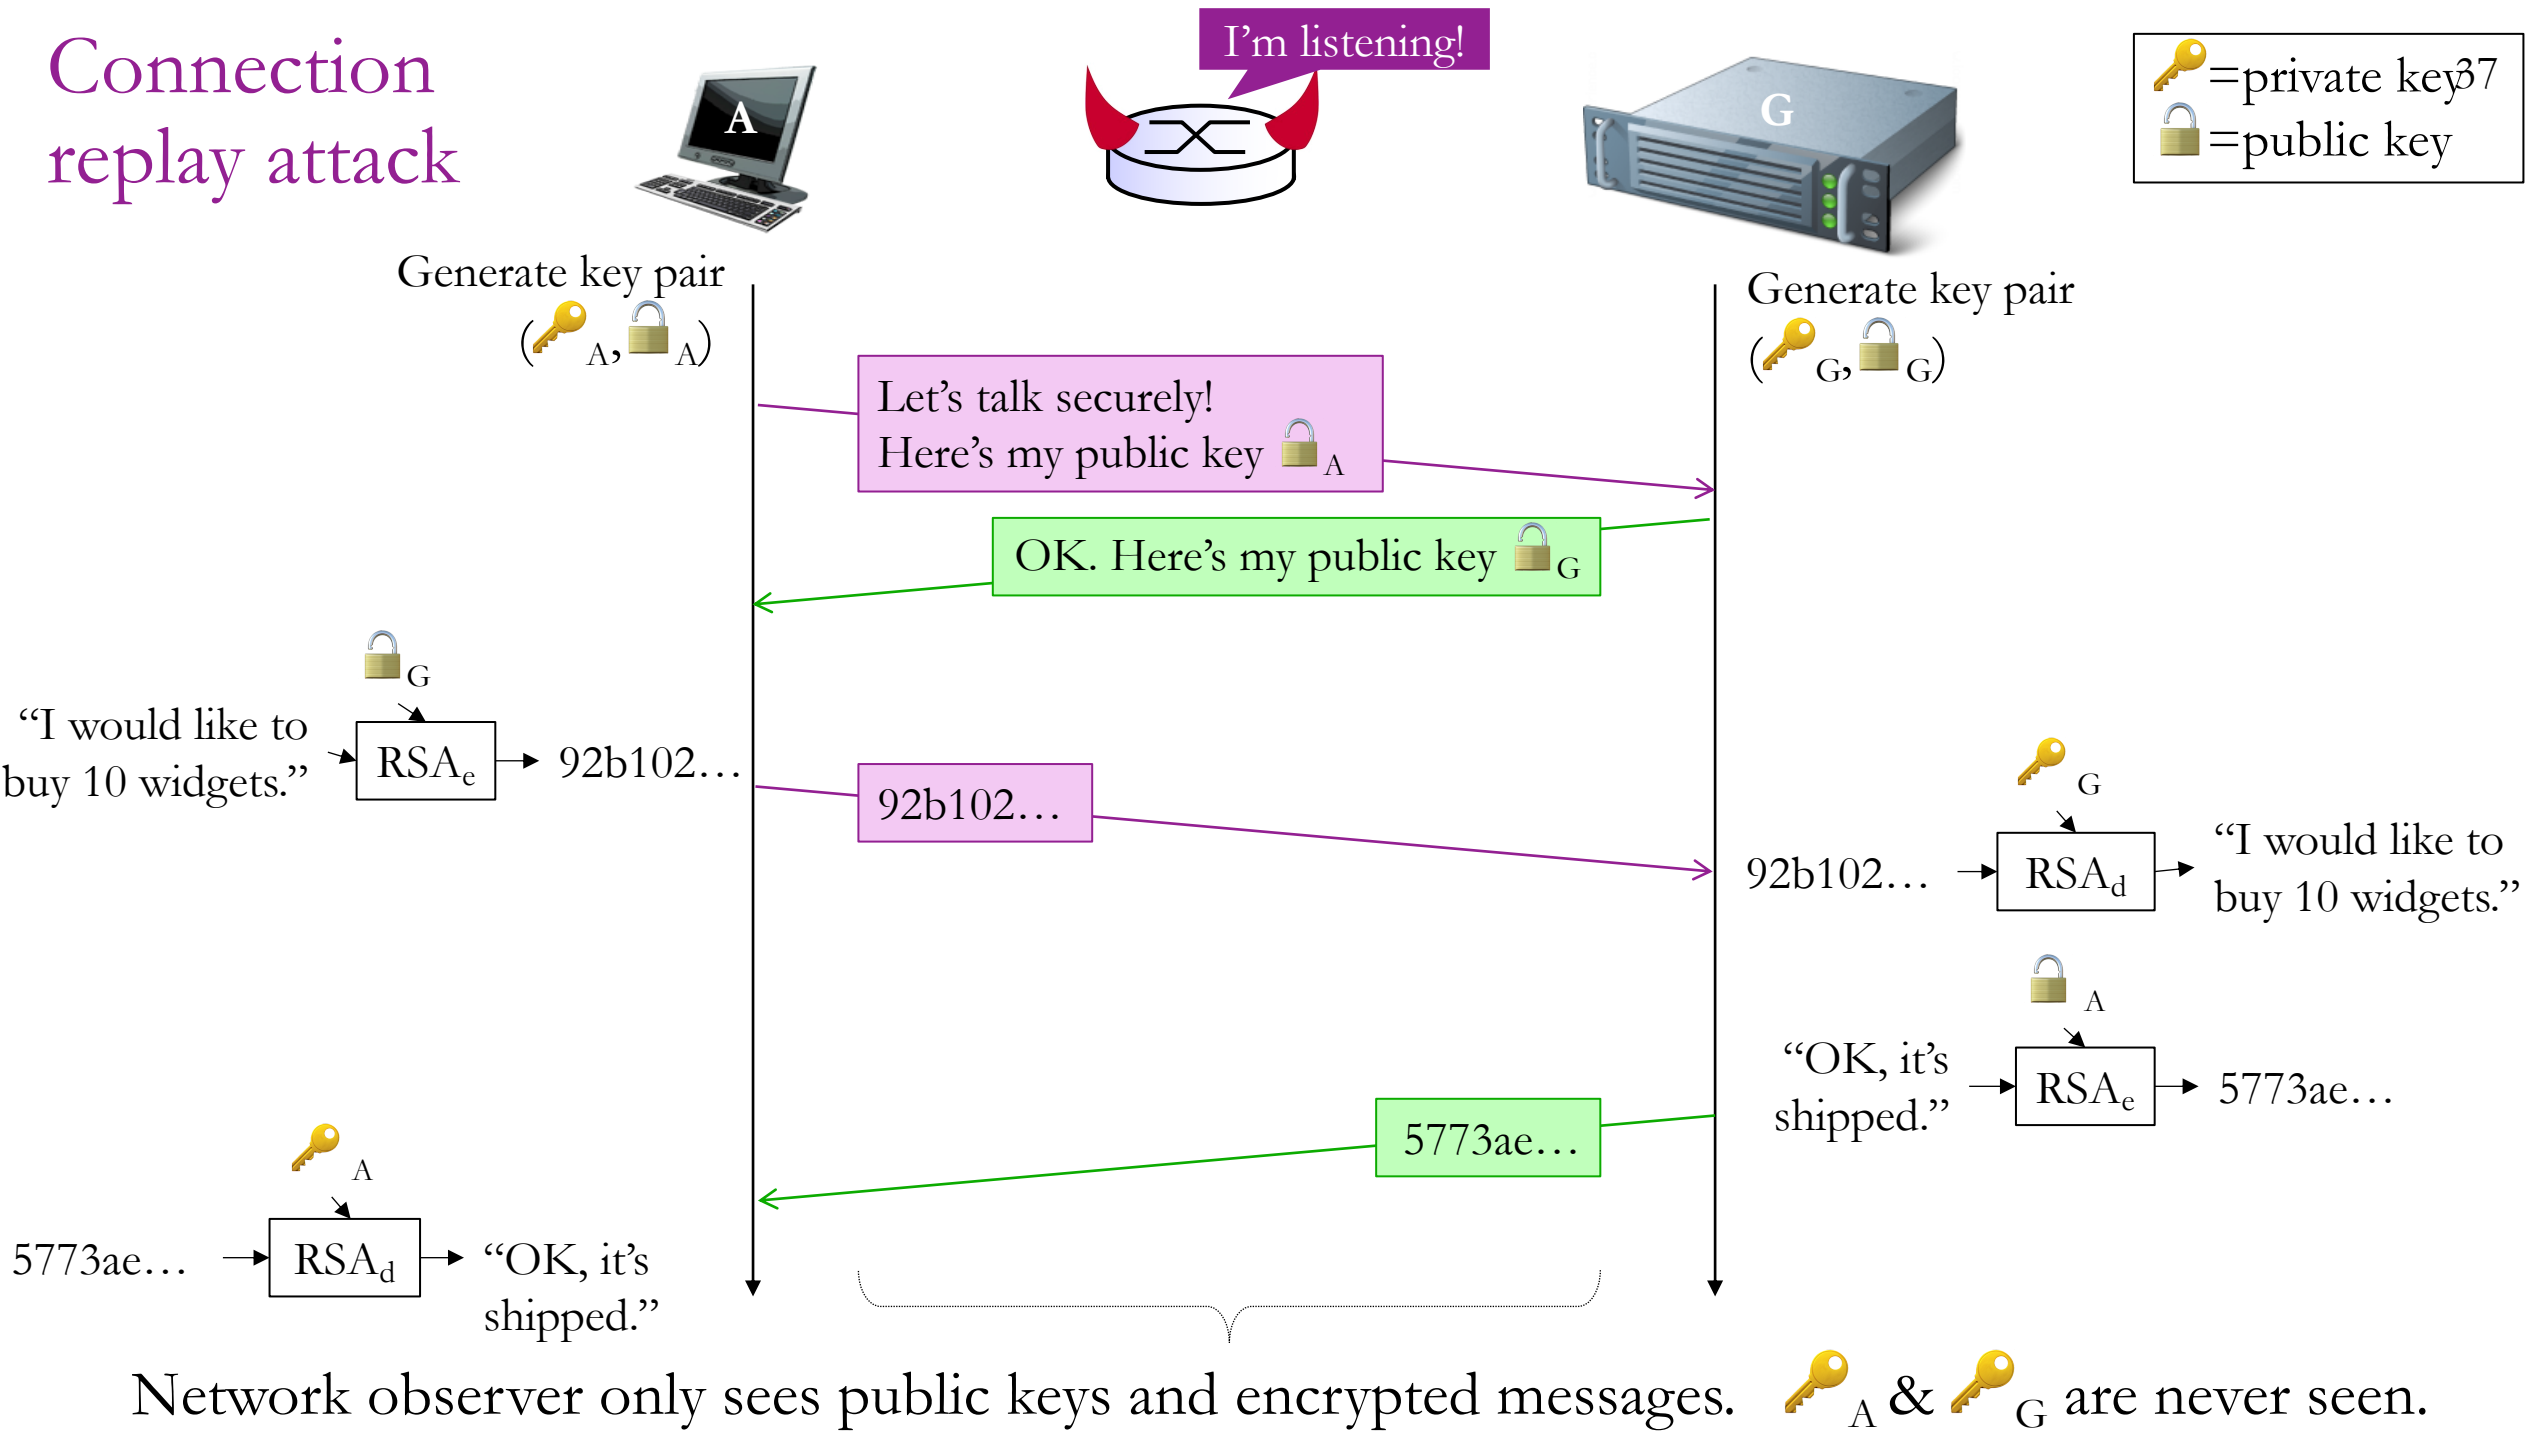 Connection
replay attack
A
I'm listening!
G
=private key
37
=public key
Generate key pair
(A, A)
Generate key pair
(G, G)
Let's talk securely!
Here's my public key A
OK. Here's my public key G
G
“I would like to
buy 10 widgets.”
RSAe
92b102…
92b102…
G
92b102…
RSAd
“I would like to
buy 10 widgets.”
A
“OK, it's
shipped.”
RSAe
5773ae…
5773ae…
A
5773ae…
RSAd
“OK, it's
shipped.”
Network observer only sees public keys and encrypted messages. A & G are never seen.